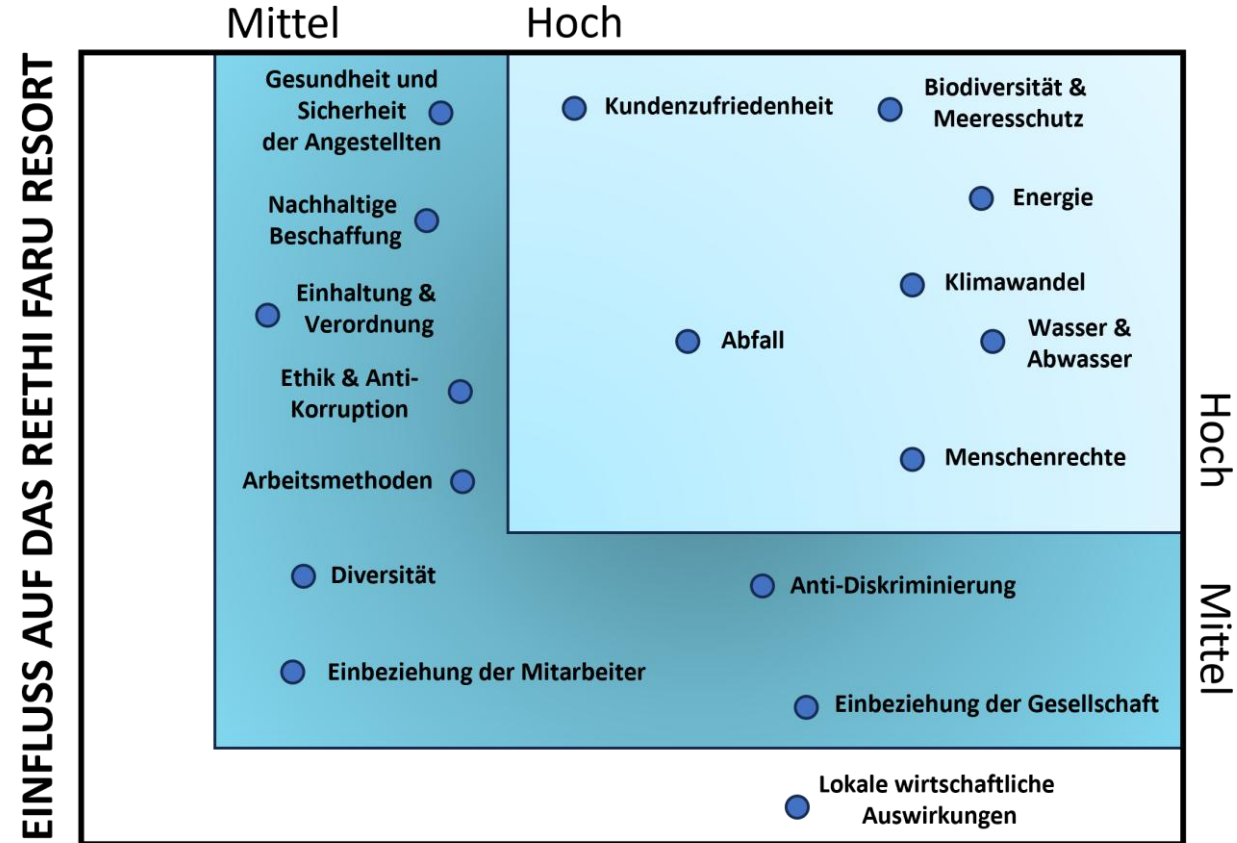 Mittel
Hoch
EINFLUSS AUF DAS REETHI FARU RESORT
Gesundheit und
Sicherheit
der Angestellten
Kundenzufriedenheit
Biodiversität &
Meeresschutz
Nachhaltige
Beschaffung
Energie
Einhaltung &
Verordnung
Klimawandel
Abfall
Wasser &
Abwasser
Ethik & Anti-
Korruption
Arbeitsmethoden
Menschenrechte
Hoch
Diversität
Anti-Diskriminierung
Einbeziehung der Mitarbeiter
Einbeziehung der Gesellschaft
Mittel
Lokale wirtschaftliche
Auswirkungen